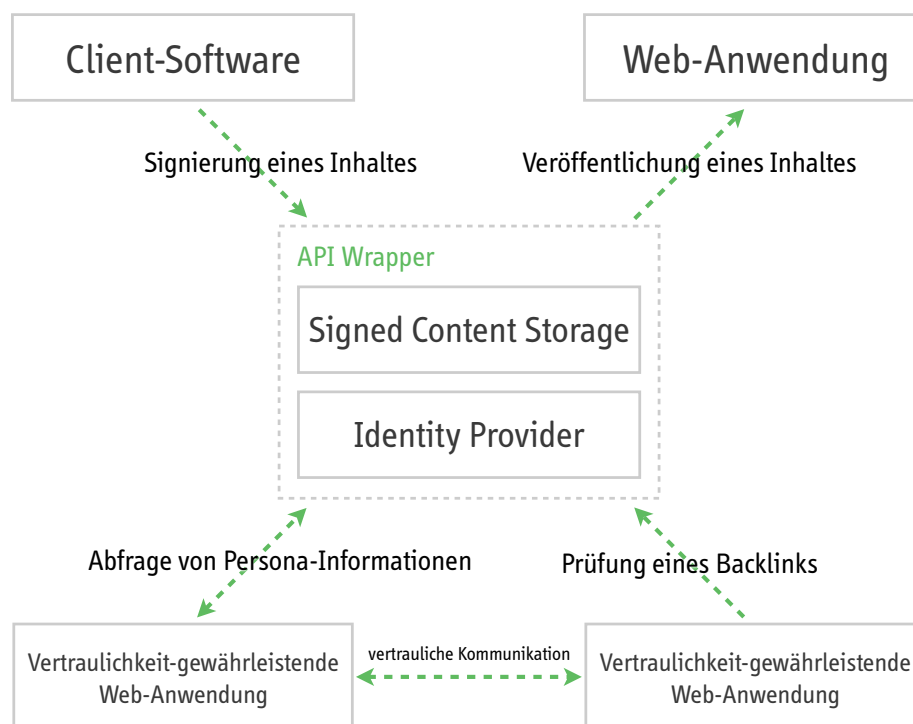 Client-Software
Web-Anwendung
Signierung eines Inhaltes
Veröffentlichung eines Inhaltes
API Wrapper
Signed Content Storage
Identity Provider
Abfrage von Persona-Informationen
Prüfung eines Backlinks
Vertraulichkeit-gewährleistende
Web-Anwendung
vertrauliche Kommunikation
Vertraulichkeit-gewährleistende
Web-Anwendung